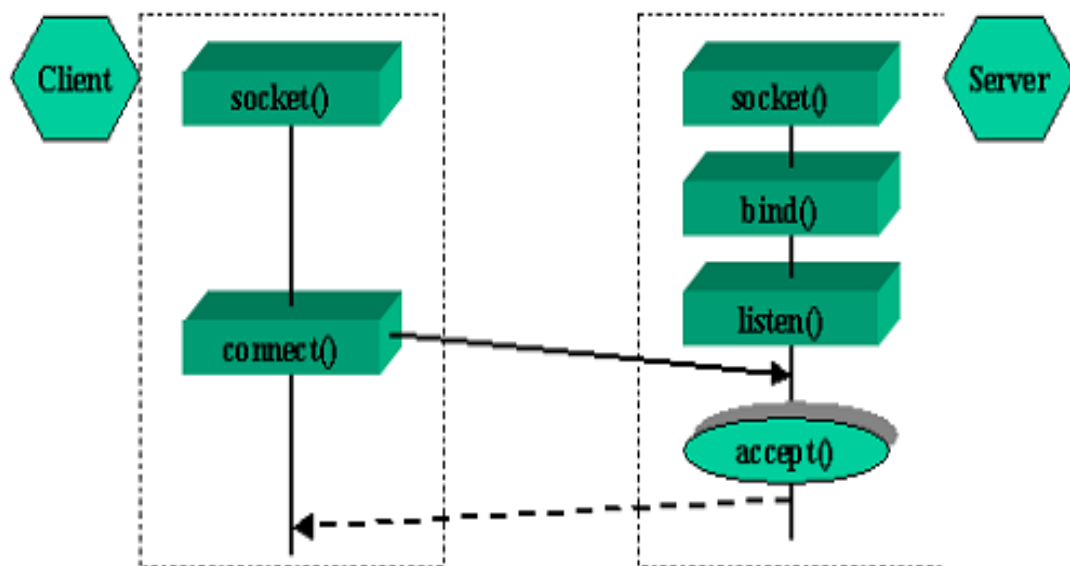 Client
socket()
socket()
Server
bind()
listen()
connect()
accept()